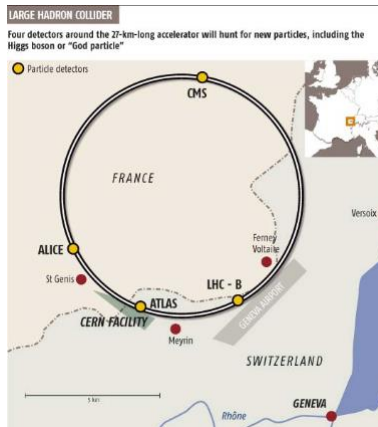 LARGE HADRON COLLIDER
Four detectors around the 27-km-long accelerator will hunt for new particles, including the
Higgs boson or "God particle"
Particle detectors
CMS
FRANCE
Versoix
Ferney
Voltaire
ALICE
St Genis
LHC - B
ATLAS
GENEVA AIRPORT
CERN FACILITY
Meyrin
SWITZERLAND
5 km
GENEVA
Rhône